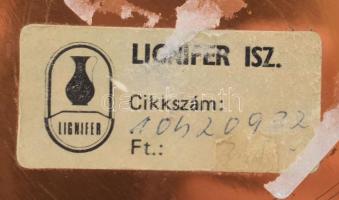 LIGNIFER ISZ.
LIGNIFER
Cikkszám:
10420922
Ft.: